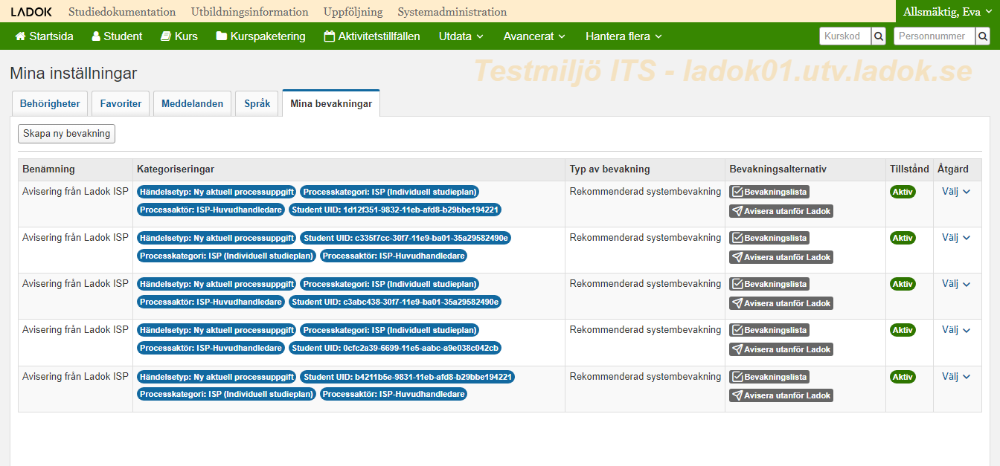 LADOK Studiedokumentation Utbildningsinformation Uppföljning Systemadministration Allsmäktig, Eva
Startsida Student Kurs Kurspaketering Aktivitetstillfällen Utdata Avancerat Hantera flera Kurskod Personnummer
Testmiljö ITS - ladok01.utv.ladok.se
Mina inställningar
Behörigheter Favoriter Meddelanden Språk Mina bevakningar
Skapa ny bevakning
Benämning Kategoriseringar Typ av bevakning Bevakningsalternativ Tillstånd Åtgärd
Avisering från Ladok ISP Händelsetyp: Ny aktuell processuppgift Processkategori: ISP (Individuell studieplan) Rekommenderad systembevakning Bevakningslista Aktiv Välj
Processaktör: ISP-Huvudhandledare Student UID: 1d12f351-9832-11eb-afd8-b29bbe194221 Avisera utanför Ladok
Avisering från Ladok ISP Händelsetyp: Ny aktuell processuppgift Student UID: c335f7cc-30f7-11e9-ba01-35a29582490e Rekommenderad systembevakning Bevakningslista Aktiv Välj
Processkategori: ISP (Individuell studieplan) Processaktör: ISP-Huvudhandledare Avisera utanför Ladok
Avisering från Ladok ISP Händelsetyp: Ny aktuell processuppgift Processkategori: ISP (Individuell studieplan) Rekommenderad systembevakning Bevakningslista Aktiv Välj
Processaktör: ISP-Huvudhandledare Student UID: c3abc438-30f7-11e9-ba01-35a29582490e Avisera utanför Ladok
Avisering från Ladok ISP Händelsetyp: Ny aktuell processuppgift Processkategori: ISP (Individuell studieplan) Rekommenderad systembevakning Bevakningslista Aktiv Välj
Processaktör: ISP-Huvudhandledare Student UID: 0cfc2a39-6699-11e5-aabc-a9e038c042cb Avisera utanför Ladok
Avisering från Ladok ISP Händelsetyp: Ny aktuell processuppgift Student UID: b4211b5e-9831-11eb-afd8-b29bbe194221 Rekommenderad systembevakning Bevakningslista Aktiv Välj
Processkategori: ISP (Individuell studieplan) Processaktör: ISP-Huvudhandledare Avisera utanför Ladok